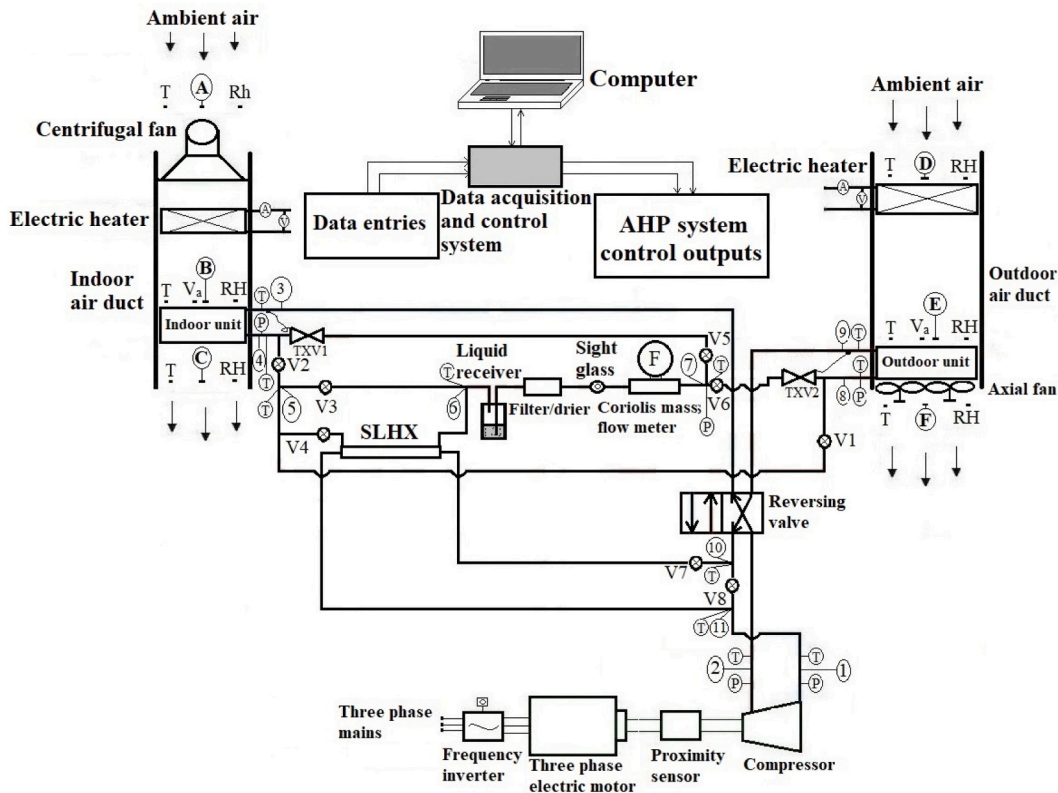 Ambient air
T
A
Rh
Centrifugal fan
Electric heater
A
V
Indoor
air duct
B
T
Va
RH
Indoor unit
T
3
P
4
T
TXV1
V2
T
C
RH
T
5
V3
V4
SLHX
Computer
Data acquisition
and control
system
Data entries
AHP system
control outputs
Liquid
receiver
T
6
Filter/drier
Sight
glass
F
Coriolis mass
flow meter
V5
7
T
V6
P
Ambient air
T
D
RH
Electric heater
A
V
Outdoor
air duct
E
T
Va
RH
9
T
Outdoor unit
T
8
P
TXV2
Axial fan
T
F
RH
V1
Reversing
valve
10
V7
T
V8
T
11
T
2
P
T
1
P
Three phase
mains
Frequency
inverter
Three phase
electric motor
Proximity
sensor
Compressor